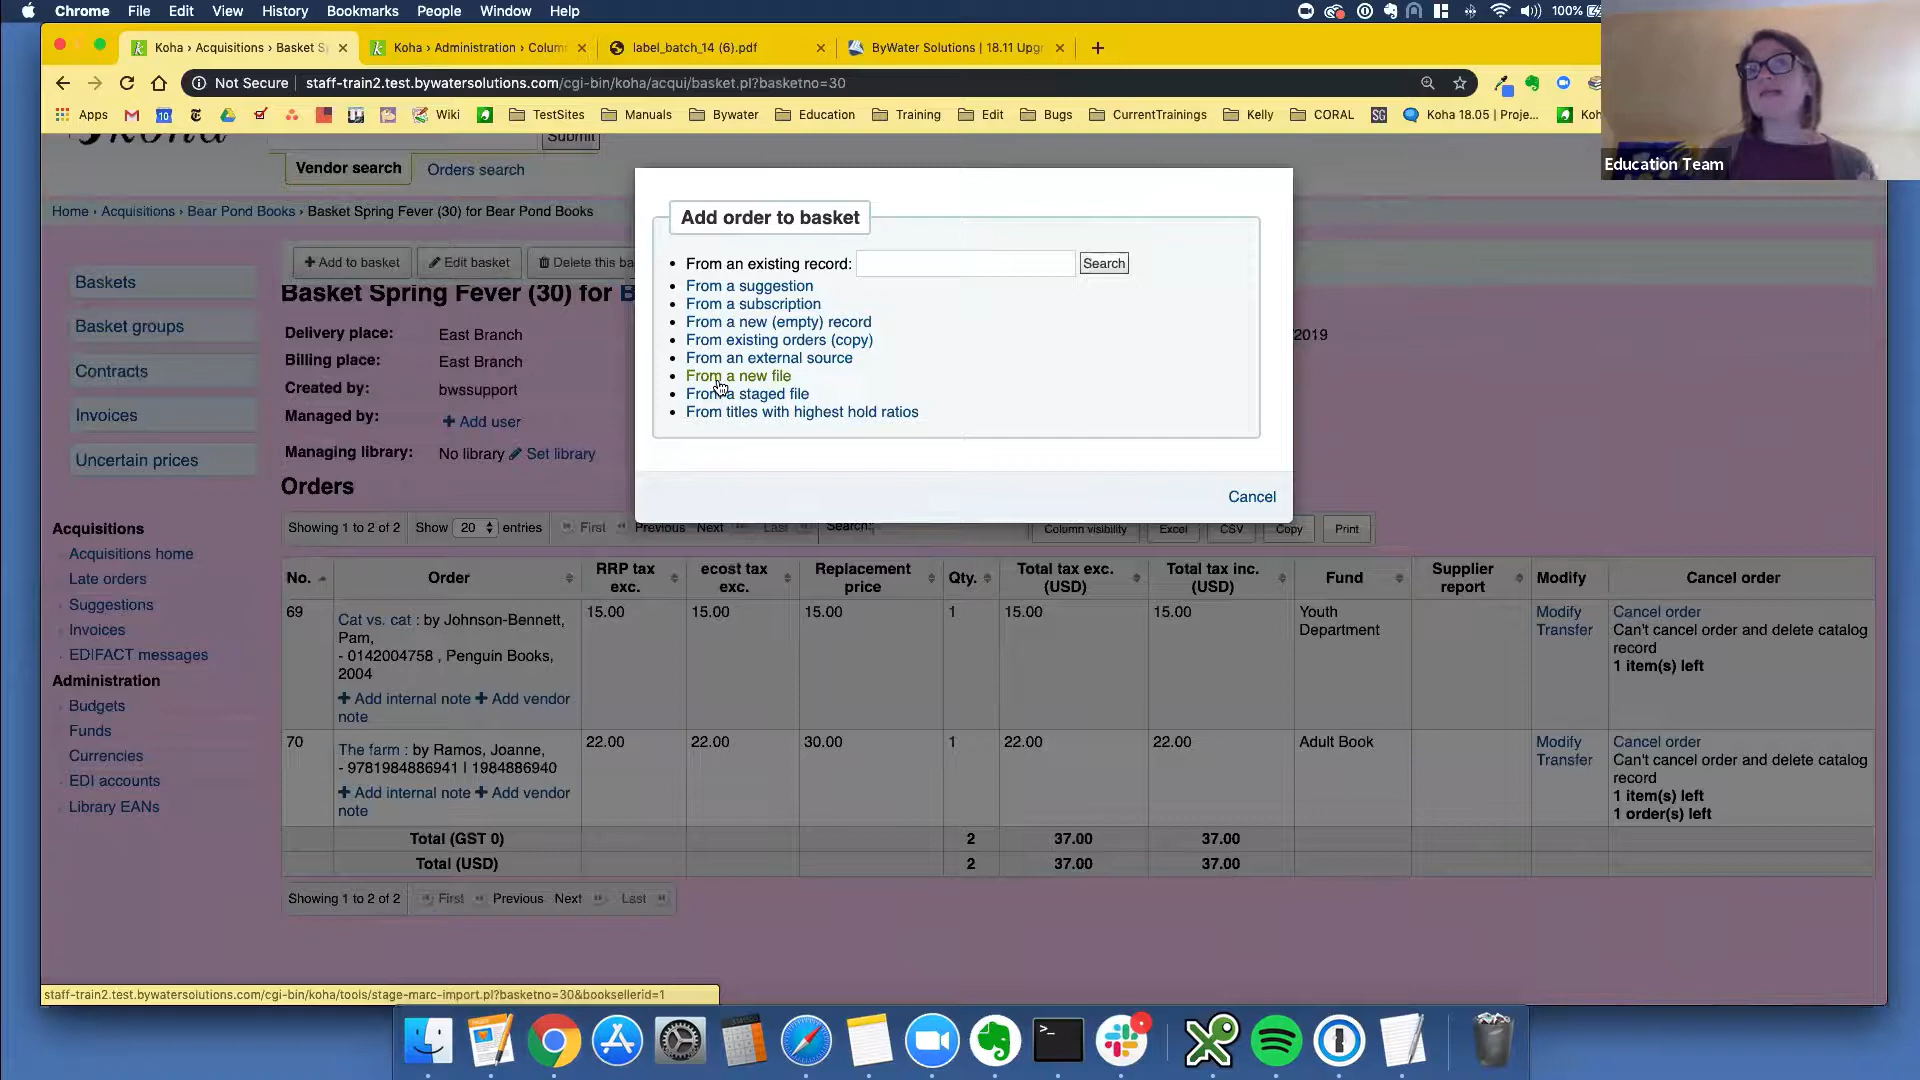 Chrome File Edit View History Bookmarks People Window Help
100%
Koha › Acquisitions › Basket S
Koha › Administration › Colum
label_batch_14 (6).pdf
ByWater Solutions | 18.11 Upg
Not Secure staff-train2.test.bywatersolutions.com/cgi-bin/koha/acqui/basket.pl?basketno=30
Apps Wiki TestSites Manuals Bywater Education Training Edit Bugs CurrentTrainings Kelly CORAL SG Koha 18.05 | Proje... Koh
Education Team
Submit
Vendor search Orders search
Home › Acquisitions › Bear Pond Books › Basket Spring Fever (30) for Bear Pond Books
Add order to basket
From an existing record: Search
From a suggestion
From a subscription
From a new (empty) record
From existing orders (copy)
From an external source
From a new file
From a staged file
From titles with highest hold ratios
Cancel
Baskets
Basket groups
Contracts
Invoices
Uncertain prices
+ Add to basket Edit basket Delete this ba
Basket Spring Fever (30) for B
Delivery place: East Branch
/2019
Billing place: East Branch
Created by: bwssupport
Managed by: + Add user
Managing library: No library Set library
Orders
Showing 1 to 2 of 2 Show 20 entries First Previous Next Last Search: Column visibility Excel CSV Copy Print
Acquisitions
Acquisitions home
Late orders
Suggestions
Invoices
EDIFACT messages
Administration
Budgets
Funds
Currencies
EDI accounts
Library EANs
No. Order RRP tax exc. ecost tax exc. Replacement price Qty. Total tax exc. (USD) Total tax inc. (USD) Fund Supplier report Modify Cancel order
69 Cat vs. cat : by Johnson-Bennett, 15.00 15.00 15.00 1 15.00 15.00 Youth Modify Cancel order
Pam, Department Transfer Can't cancel order and delete catalog
- 0142004758 , Penguin Books, record
2004 1 item(s) left
+ Add internal note + Add vendor
note
70 The farm : by Ramos, Joanne, 22.00 22.00 30.00 1 22.00 22.00 Adult Book Modify Cancel order
- 9781984886941 | 1984886940 Transfer Can't cancel order and delete catalog
record
+ Add internal note + Add vendor 1 item(s) left
note 1 order(s) left
Total (GST 0) 2 37.00 37.00
Total (USD) 2 37.00 37.00
Showing 1 to 2 of 2 First Previous Next Last
staff-train2.test.bywatersolutions.com/cgi-bin/koha/tools/stage-marc-import.pl?basketno=30&booksellerid=1